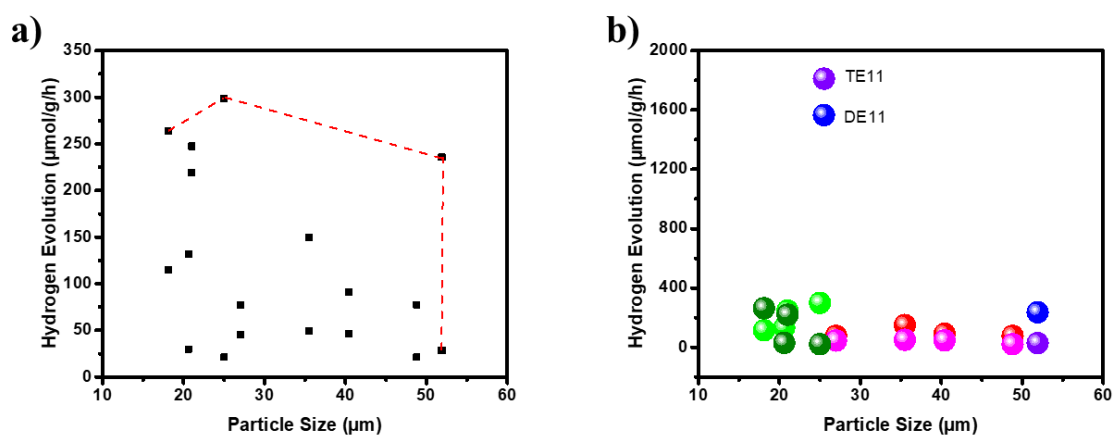 a)
Hydrogen Evolution (µmol/g/h)
350
300
250
200
150
100
50
0
10 20 30 40 50 60
Particle Size (µm)
b)
Hydrogen Evolution (µmol/g/h)
2000
1600
1200
800
400
0
TE11
DE11
10 20 30 40 50 60
Particle Size (µm)